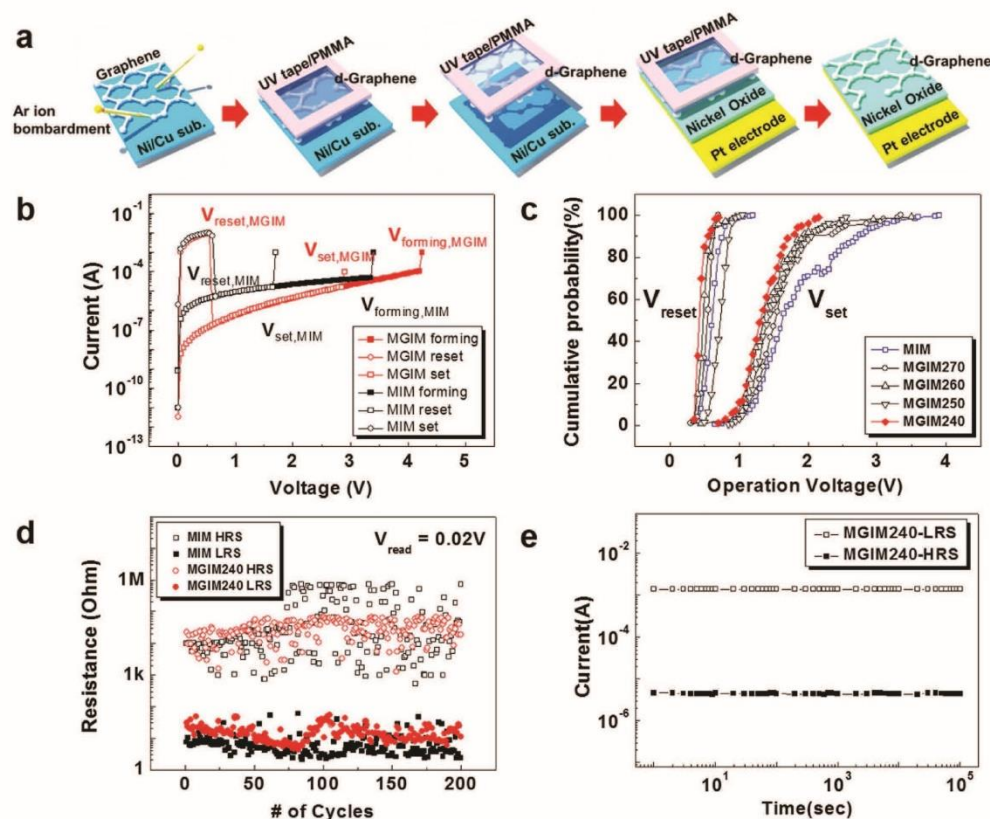 a
Graphene
Ar ion
bombardment
Ni/Cu sub.
UV tape/PMMA
d-Graphene
Ni/Cu sub.
UV tape/PMMA
d-Graphene
Ni/Cu sub.
UV tape/PMMA
d-Graphene
Nickel Oxide
Pt electrode
d-Graphene
Nickel Oxide
Pt electrode
b
Current (A)
10-1
10-4
10-7
10-10
10-13
Vreset,MGIM
Vset,MGIM
Vforming,MGIM
Vreset,MIM
Vset,MIM
Vforming,MIM
MGIM forming
MGIM reset
MGIM set
MIM forming
MIM reset
MIM set
0 1 2 3 4 5
Voltage (V)
c
Cumulative probability(%)
100
80
60
40
20
0
Vreset
Vset
MIM
MGIM270
MGIM260
MGIM250
MGIM240
0 1 2 3 4
Operation Voltage(V)
d
Resistance (Ohm)
1M
1k
1
MIM HRS
MIM LRS
MGIM240 HRS
MGIM240 LRS
Vread = 0.02V
0 50 100 150 200
# of Cycles
e
Current(A)
10-2
10-4
10-6
MGIM240-LRS
MGIM240-HRS
101 103 105
Time(sec)